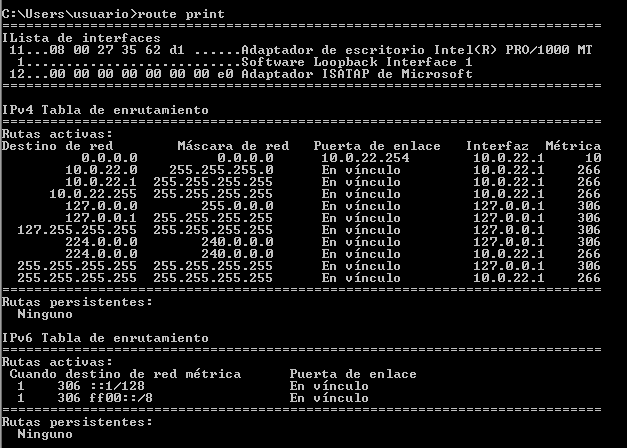 C:\Users\usuario>route print
===========================================================================
ILista de interfaces
 11...08 00 27 35 62 d1 ......Adaptador de escritorio Intel(R) PRO/1000 MT
  1...........................Software Loopback Interface 1
 12...00 00 00 00 00 00 00 e0 Adaptador ISATAP de Microsoft
===========================================================================
IPv4 Tabla de enrutamiento
===========================================================================
Rutas activas:
Destino de red        Máscara de red   Puerta de enlace   Interfaz  Métrica
          0.0.0.0          0.0.0.0      10.0.22.254        10.0.22.1     10
        10.0.22.0    255.255.255.0      En vínculo         10.0.22.1    266
        10.0.22.1  255.255.255.255      En vínculo         10.0.22.1    266
      10.0.22.255  255.255.255.255      En vínculo         10.0.22.1    266
        127.0.0.0        255.0.0.0      En vínculo         127.0.0.1    306
        127.0.0.1  255.255.255.255      En vínculo         127.0.0.1    306
  127.255.255.255  255.255.255.255      En vínculo         127.0.0.1    306
        224.0.0.0        240.0.0.0      En vínculo         127.0.0.1    306
        224.0.0.0        240.0.0.0      En vínculo         10.0.22.1    266
  255.255.255.255  255.255.255.255      En vínculo         127.0.0.1    306
  255.255.255.255  255.255.255.255      En vínculo         10.0.22.1    266
===========================================================================
Rutas persistentes:
  Ninguno
IPv6 Tabla de enrutamiento
===========================================================================
Rutas activas:
 Cuando destino de red métrica      Puerta de enlace
  1    306 ::1/128                  En vínculo
  1    306 ff00::/8                 En vínculo
===========================================================================
Rutas persistentes:
  Ninguno